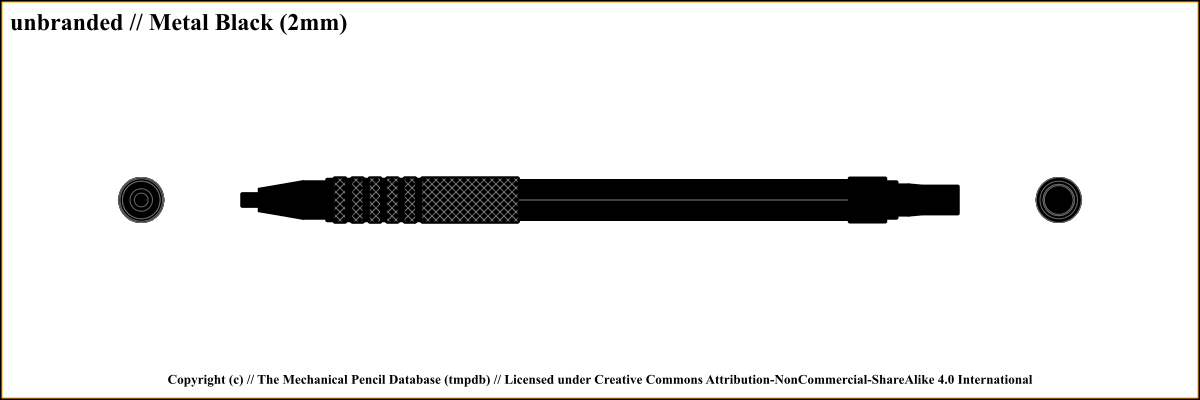 unbranded // Metal Black (2mm)
Copyright (c) // The Mechanical Pencil Database (tmpdb) // Licensed under Creative Commons Attribution-NonCommercial-ShareAlike 4.0 International